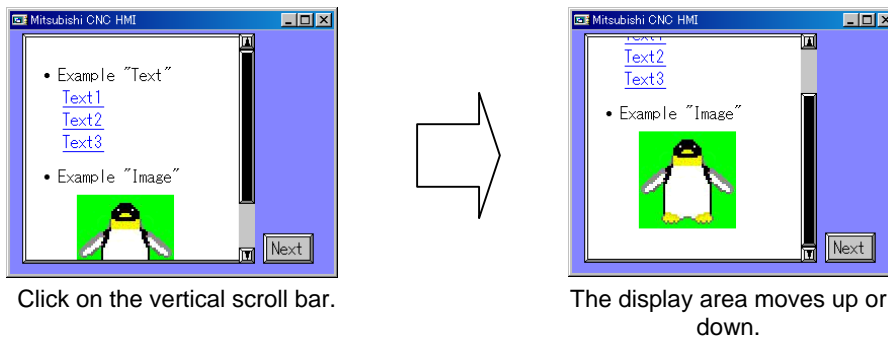 Mitsubishi CNC HMI
• Example "Text"
Text1
Text2
Text3
• Example "Image"
Next
Click on the vertical scroll bar.
Mitsubishi CNC HMI
Text1
Text2
Text3
• Example "Image"
Next
The display area moves up or
down.